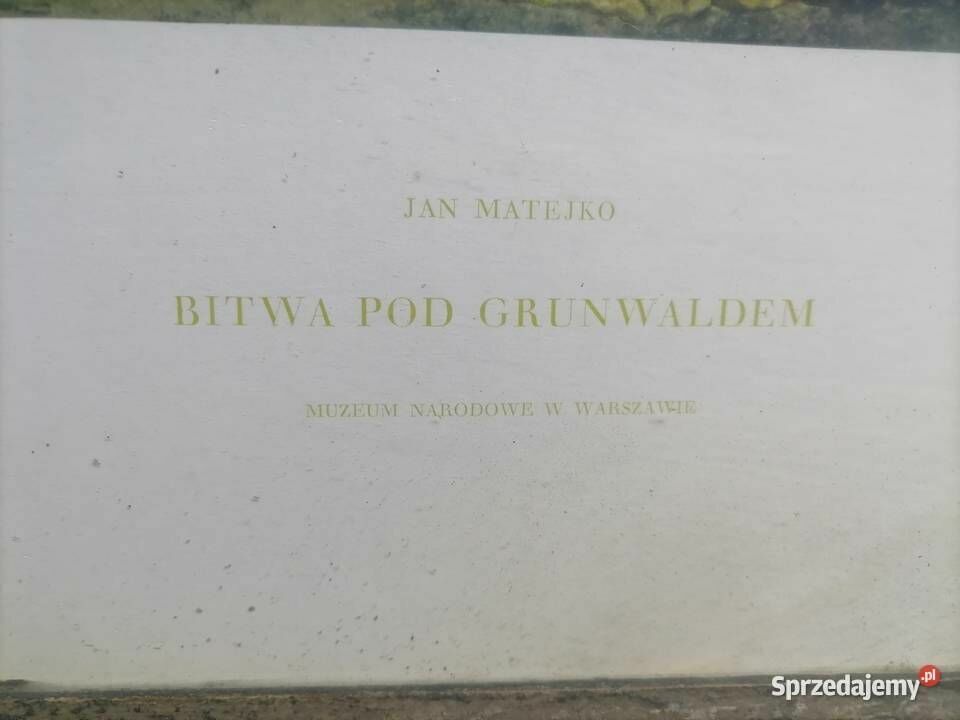 JAN MATEJKO
BITWA POD GRUNWALDEM
MUZEUM NARODOWE W WARSZAWIE
Sprzedajemy.pl